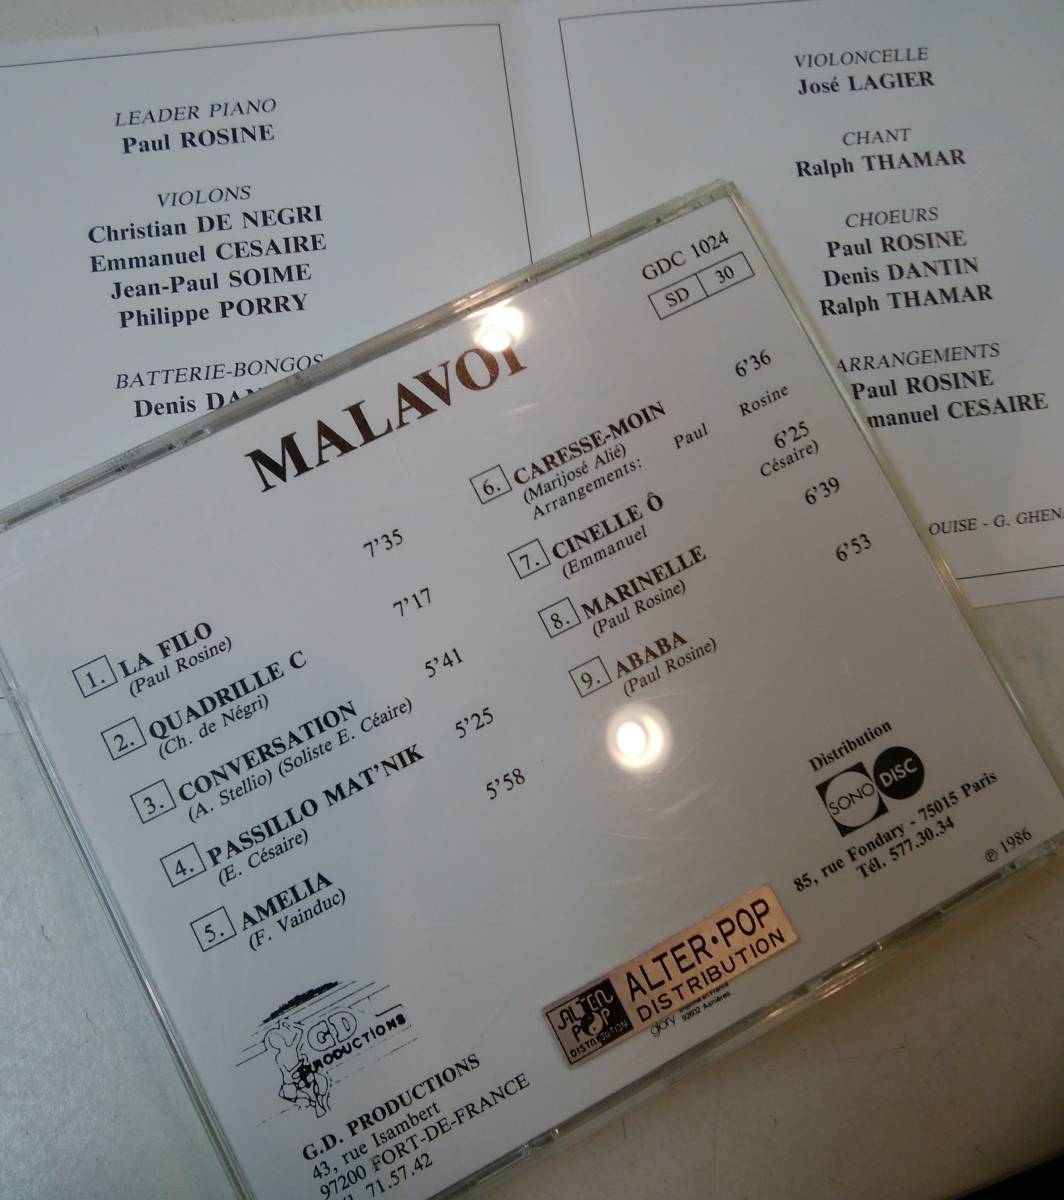 LEADER PIANO
Paul ROSINE
VIOLONS
Christian DE NEGRI
Emmanuel CESAIRE
Jean-Paul SOIME
Philippe PORRY
BATTERIE-BONGOS
Denis
VIOLONCELLE
José LAGIER
CHANT
Ralph THAMAR
CHOEURS
Paul ROSINE
Denis DANTIN
Ralph THAMAR
ARRANGEMENTS
Paul ROSINE
CESAIRE
OUISE - G.
GDC 1024
SD 30
MALAVOI
1. LA FILO 7'35
(Paul Rosine)
2. QUADRILLE C 7'17
(Ch. de Négri)
3. CONVERSATION 5'41
(A. Stellio) (Soliste E. Céaire)
4. PASSILLO MAT'NIK 5'25
(E. Césaire)
5. AMELIA 5'58
(F. Vainduc)
6. CARESSE-MOIN 6'36
(Marijosé Alié)
Arrangements: Paul Rosine
7. CINELLE Ô 6'25
(Emmanuel Césaire)
8. MARINELLE 6'39
(Paul Rosine)
9. ABABA 6'53
(Paul Rosine)
Distribution
SONO DISC
85, rue Fondary - 75015 Paris
Tél. 577.30.34
℗ 1986
ALTER POP DISTRIBUTION
ALTER•POP
DISTRIBUTION
glory
92602 Asnières
GD PRODUCTIONS
G.D. PRODUCTIONS
43, rue Isambert
97200 FORT-DE-FRANCE
71.57.42